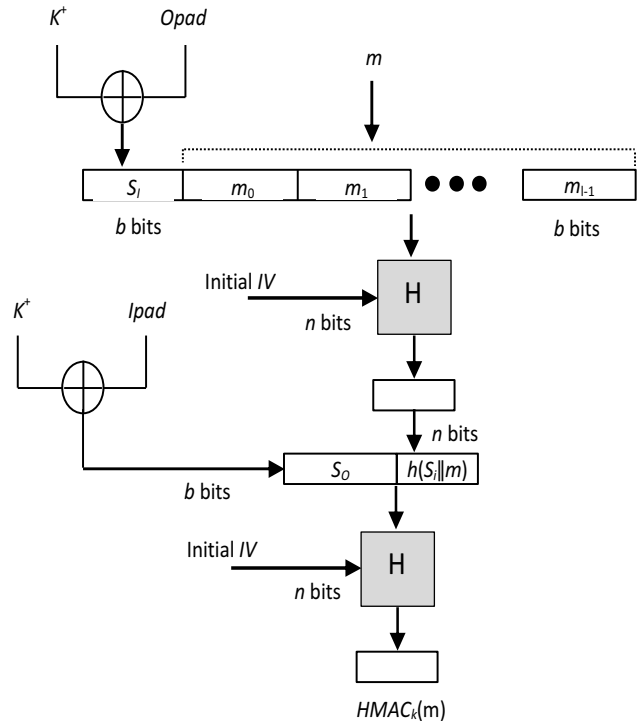 K+ Opad
m
SI m0 m1 ml-1
b bits b bits
Initial IV H
n bits
K+ Ipad
n bits
SO h(Si||m)
b bits
Initial IV H
n bits
HMACk(m)